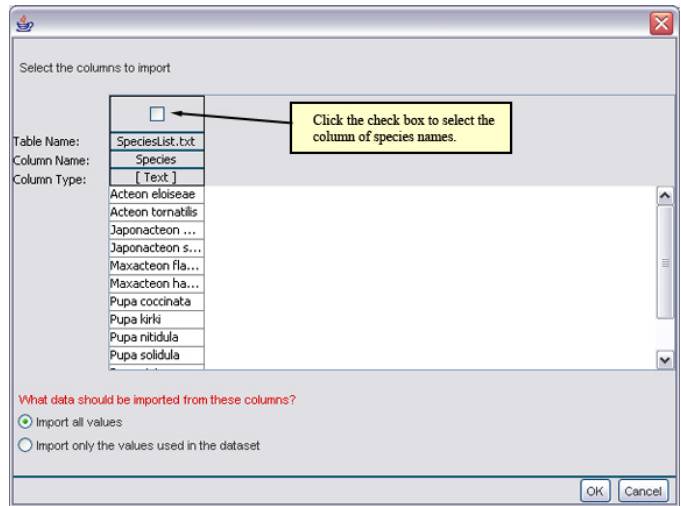 Select the columns to import
Click the check box to select the
column of species names.
Table Name: SpeciesList.txt
Column Name: Species
Column Type: [ Text ]
Acteon eloiseae
Acteon tornatilis
Japonacteon ...
Japonacteon s...
Maxacteon fla...
Maxacteon ha...
Pupa coccinata
Pupa kirki
Pupa nitidula
Pupa solidula
What data should be imported from these columns?
Import all values
Import only the values used in the dataset
OK Cancel